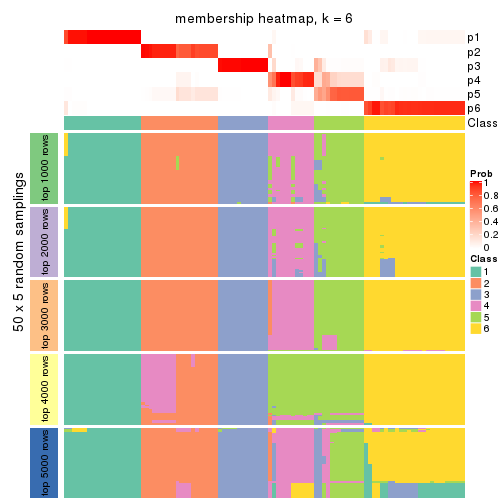 membership heatmap, k = 6
p1
p2
p3
p4
p5
p6
Class
50 x 5 random samplings
top 1000 rows
top 2000 rows
top 3000 rows
top 4000 rows
top 5000 rows
Prob
1
0.8
0.6
0.4
0.2
0
Class
1
2
3
4
5
6